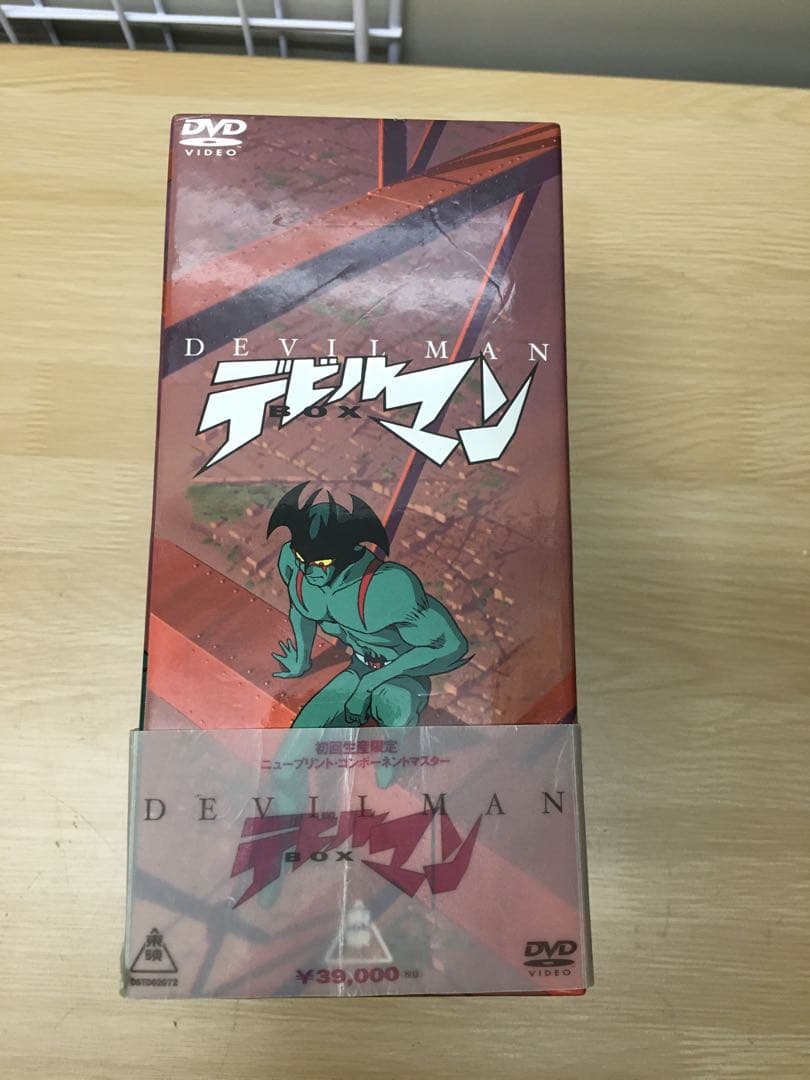 DVD
VIDEO
DEVILMAN
デビルマン
BOX
初回生産限定
ニュープリント・コンポーネントマスター
DEVILMAN
デビルマン
BOX
東映
DSTD02072
¥39,000
DVD
VIDEO